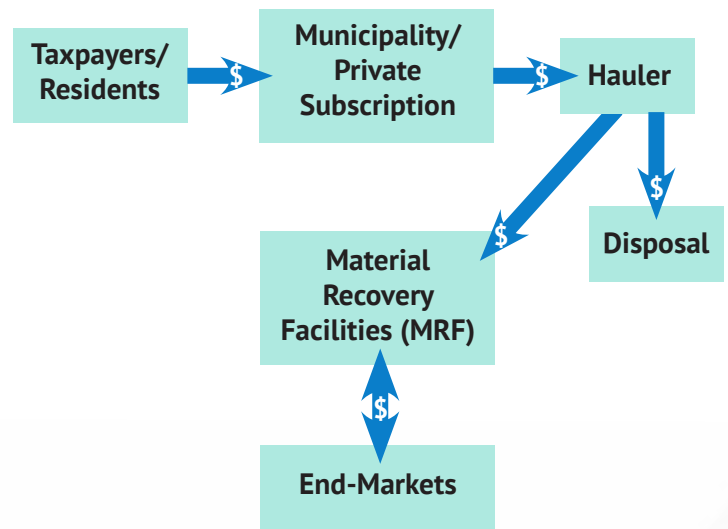 Taxpayers/
Residents
$
Municipality/
Private
Subscription
$
Hauler
$
$
Disposal
Material
Recovery
Facilities (MRF)
$
End-Markets